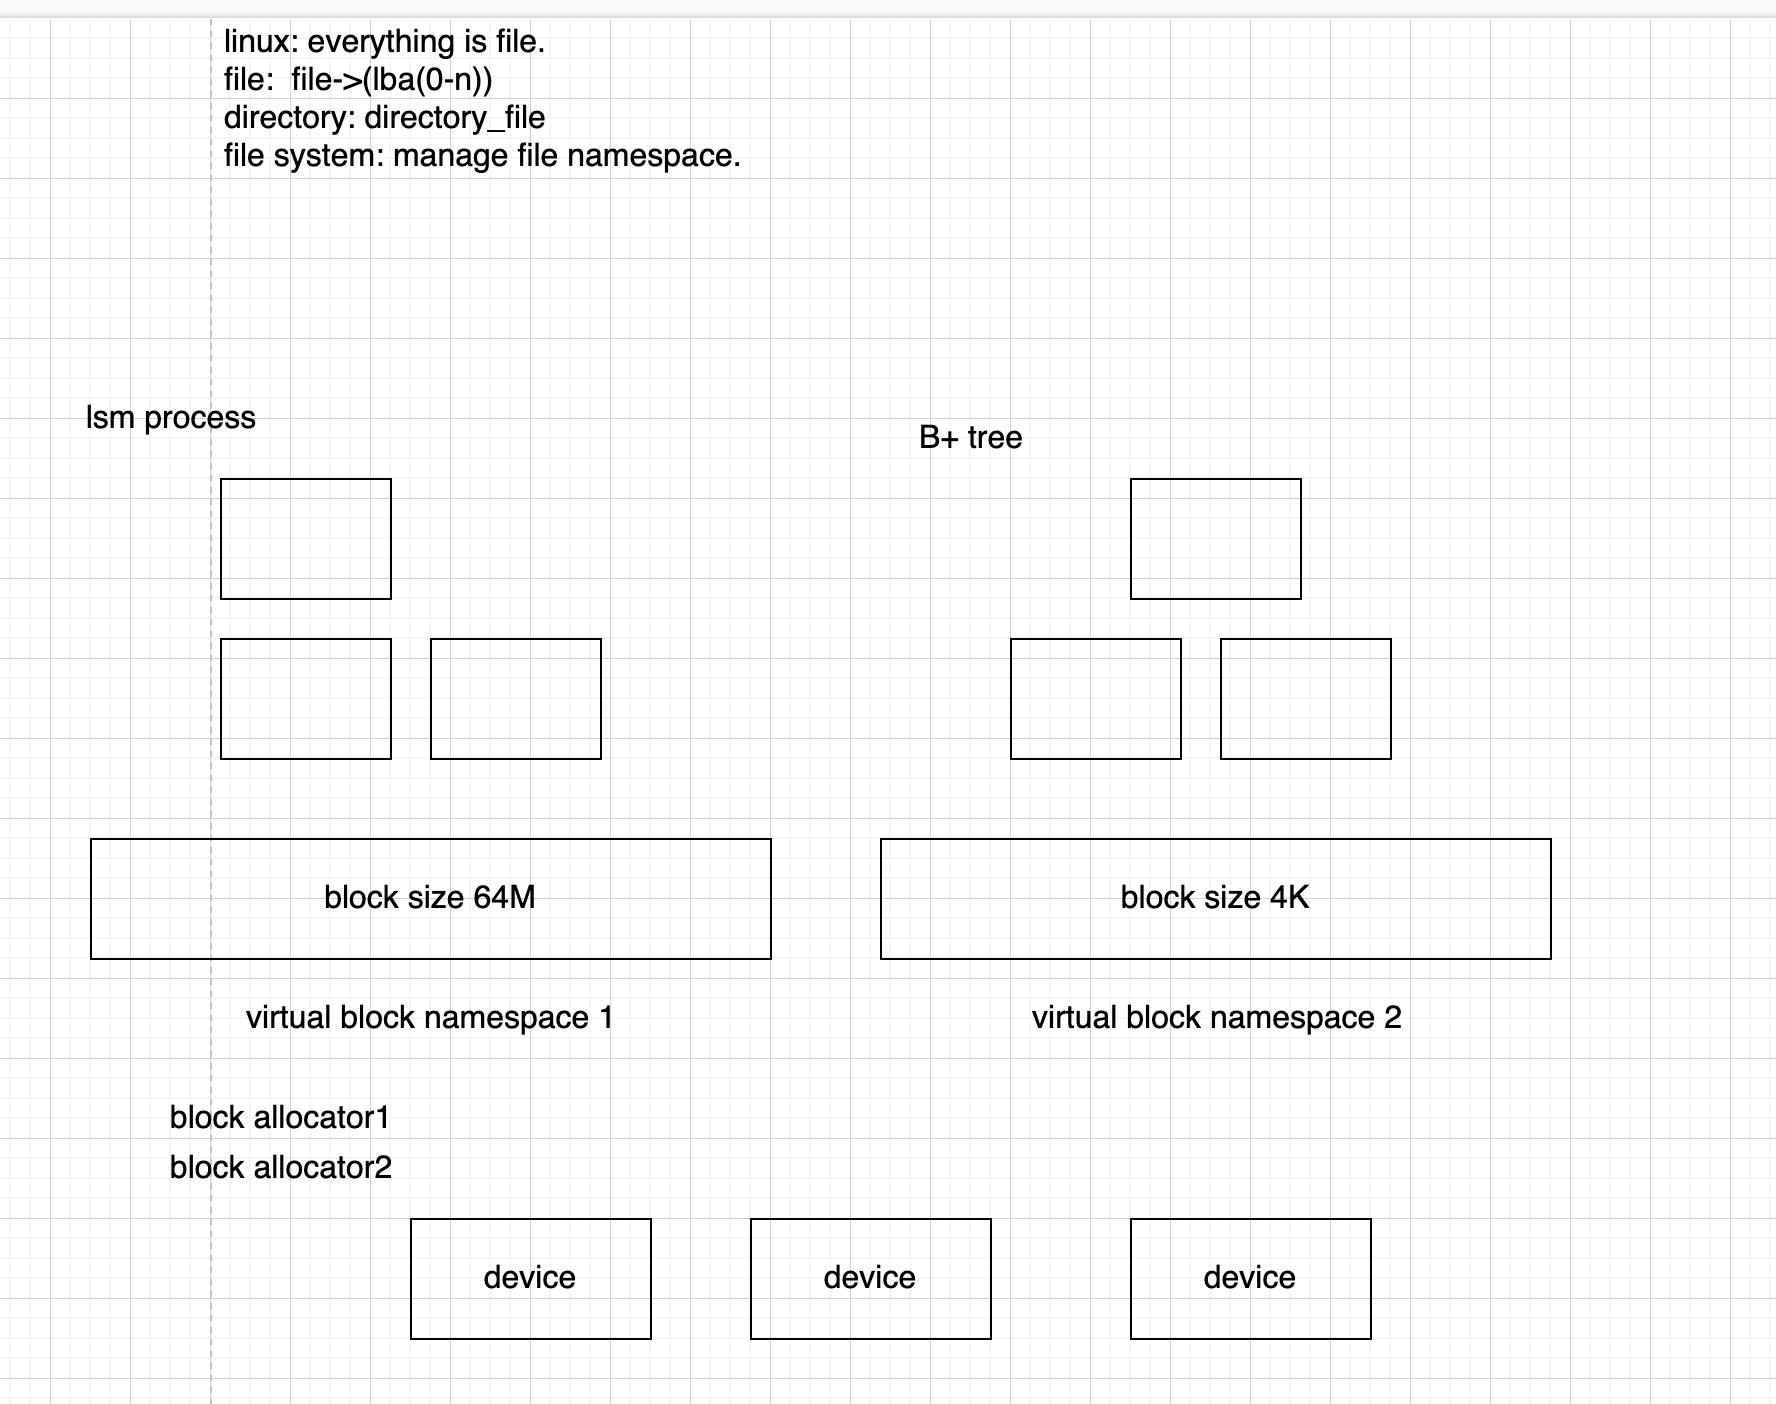 linux: everything is file.
file:  file->(lba(0-n))
directory: directory_file
file system: manage file namespace.
lsm process
B+ tree
block size 64M
block size 4K
virtual block namespace 1
virtual block namespace 2
block allocator1
block allocator2
device
device
device